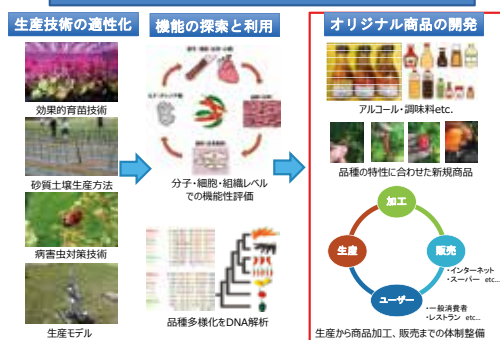 生産技術の適性化
効果的育苗技術
砂質土壌生産方法
病害虫対策技術
生産モデル
機能の探索と利用
分子・細胞・組織レベル
での機能性評価
品種多様化をDNA解析
オリジナル商品の開発
アルコール・調味料etc.
品種の特性に合わせた新規商品
加工
生産
販売
・インターネット
・スーパー etc...
ユーザー
・一般消費者
・レストラン etc...
生産から商品加工、販売までの体制整備